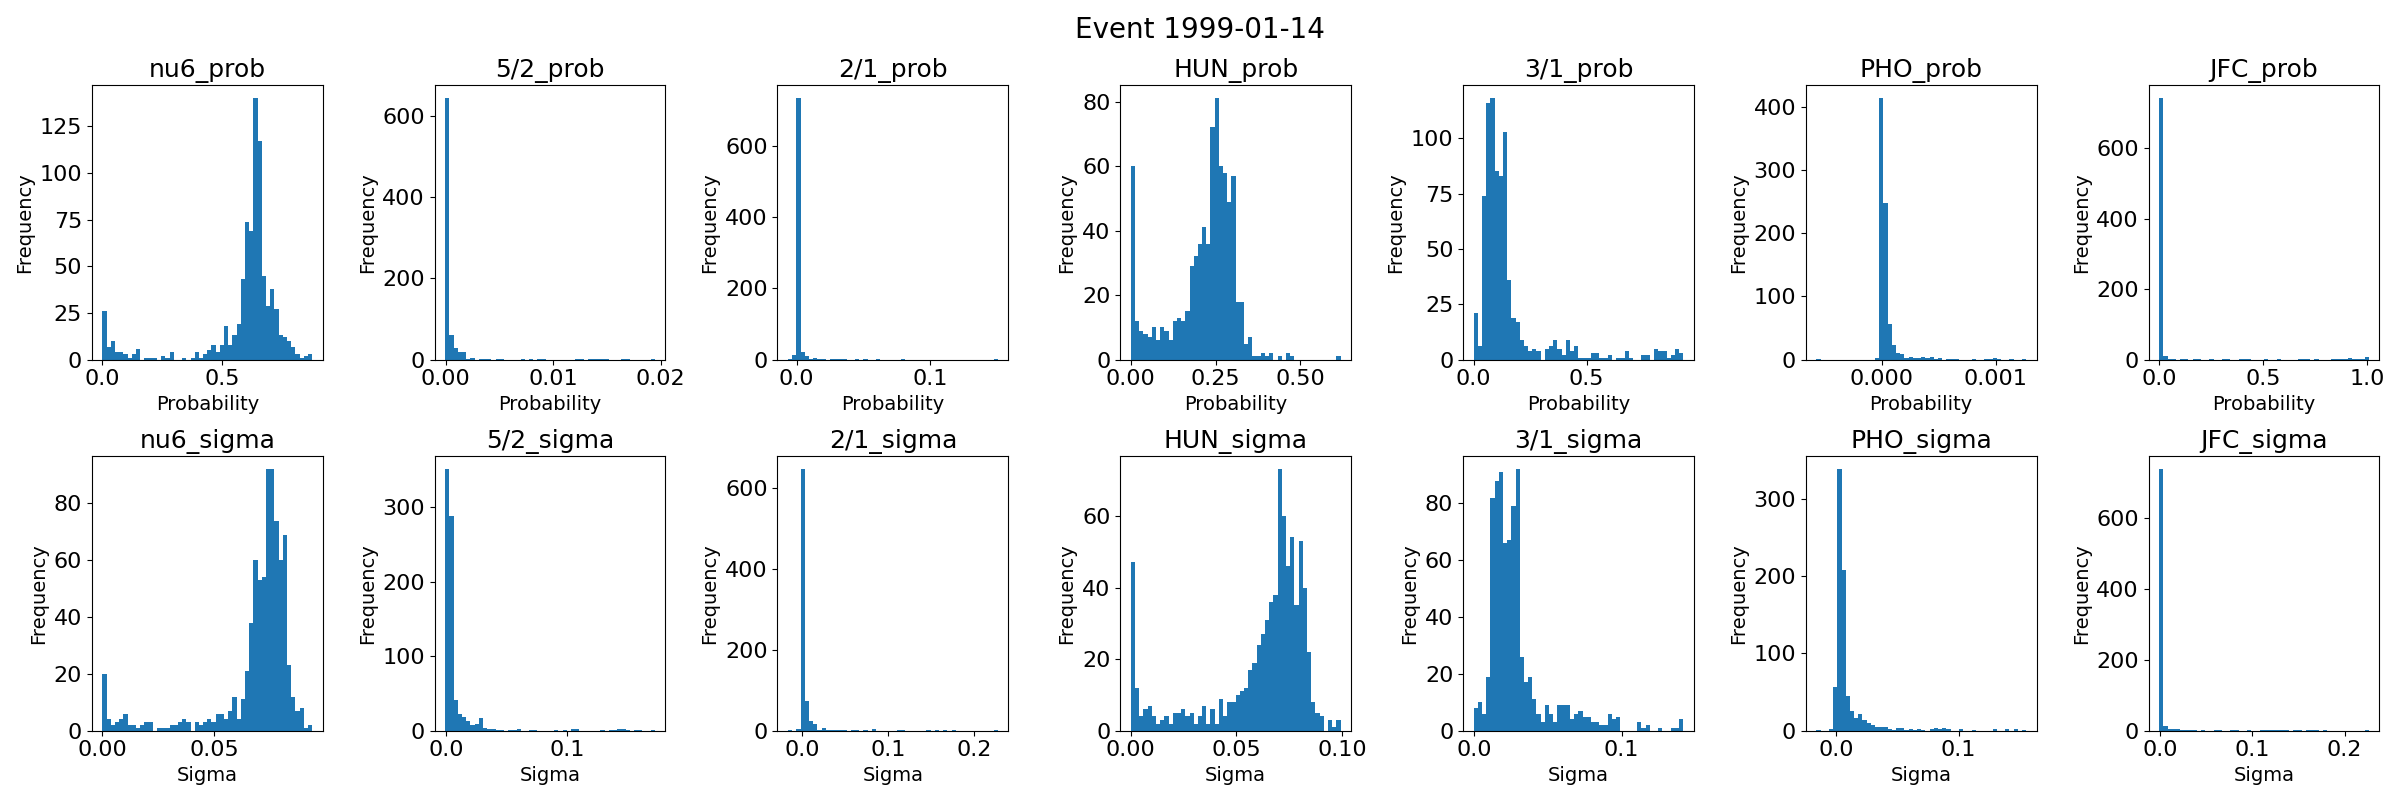 Event 1999-01-14
nu6_prob
5/2_prob
2/1_prob
HUN_prob
3/1_prob
PHO_prob
JFC_prob
Frequency
125
100
75
50
25
0
0.0 0.5
Probability
Frequency
600
400
200
0
0.00 0.01 0.02
Probability
Frequency
600
400
200
0
0.0 0.1
Probability
Frequency
80
60
40
20
0
0.00 0.25 0.50
Probability
Frequency
100
75
50
25
0
0.0 0.5
Probability
Frequency
400
300
200
100
0
0.000 0.001
Probability
Frequency
600
400
200
0
0.0 0.5 1.0
Probability
nu6_sigma
5/2_sigma
2/1_sigma
HUN_sigma
3/1_sigma
PHO_sigma
JFC_sigma
Frequency
80
60
40
20
0
0.00 0.05
Sigma
Frequency
300
200
100
0
0.0 0.1
Sigma
Frequency
600
400
200
0
0.0 0.1 0.2
Sigma
Frequency
60
40
20
0
0.00 0.05 0.10
Sigma
Frequency
80
60
40
20
0
0.0 0.1
Sigma
Frequency
300
200
100
0
0.0 0.1
Sigma
Frequency
600
400
200
0
0.0 0.1 0.2
Sigma